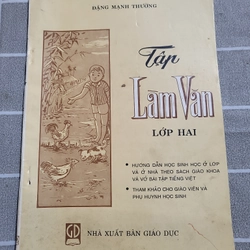 ĐẶNG MẠNH THƯỜNG
Tập
Làm Văn
LỚP HAI
• HƯỚNG DẪN HỌC SINH HỌC Ở LỚP
VÀ Ở NHÀ THEO SÁCH GIÁO KHOA
VÀ VỞ BÀI TẬP TIẾNG VIỆT
• THAM KHẢO CHO GIÁO VIÊN VÀ
PHỤ HUYNH HỌC SINH
GD
NHÀ XUẤT BẢN GIÁO DỤC